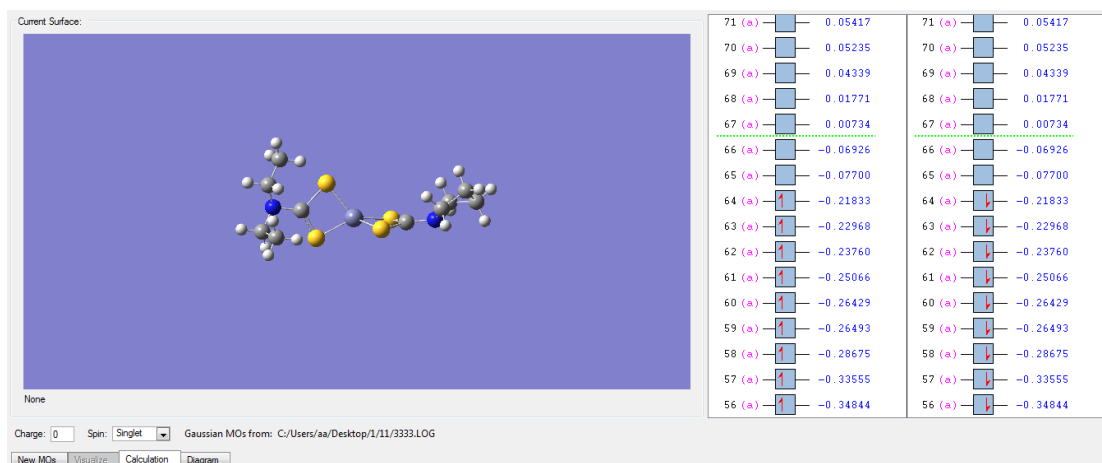 Current Surface:
71 (a) 0.05417 71 (a) 0.05417
70 (a) 0.05235 70 (a) 0.05235
69 (a) 0.04339 69 (a) 0.04339
68 (a) 0.01771 68 (a) 0.01771
67 (a) 0.00734 67 (a) 0.00734
66 (a) -0.06926 66 (a) -0.06926
65 (a) -0.07700 65 (a) -0.07700
64 (a) -0.21833 64 (a) -0.21833
63 (a) -0.22968 63 (a) -0.22968
62 (a) -0.23760 62 (a) -0.23760
61 (a) -0.25066 61 (a) -0.25066
60 (a) -0.26429 60 (a) -0.26429
59 (a) -0.26493 59 (a) -0.26493
58 (a) -0.28675 58 (a) -0.28675
57 (a) -0.33555 57 (a) -0.33555
56 (a) -0.34844 56 (a) -0.34844
None
Charge: 0 Spin: Singlet Gaussian MOs from: C:/Users/aa/Desktop/1/11/3333.LOG
New MOs Visualize Calculation Diagram